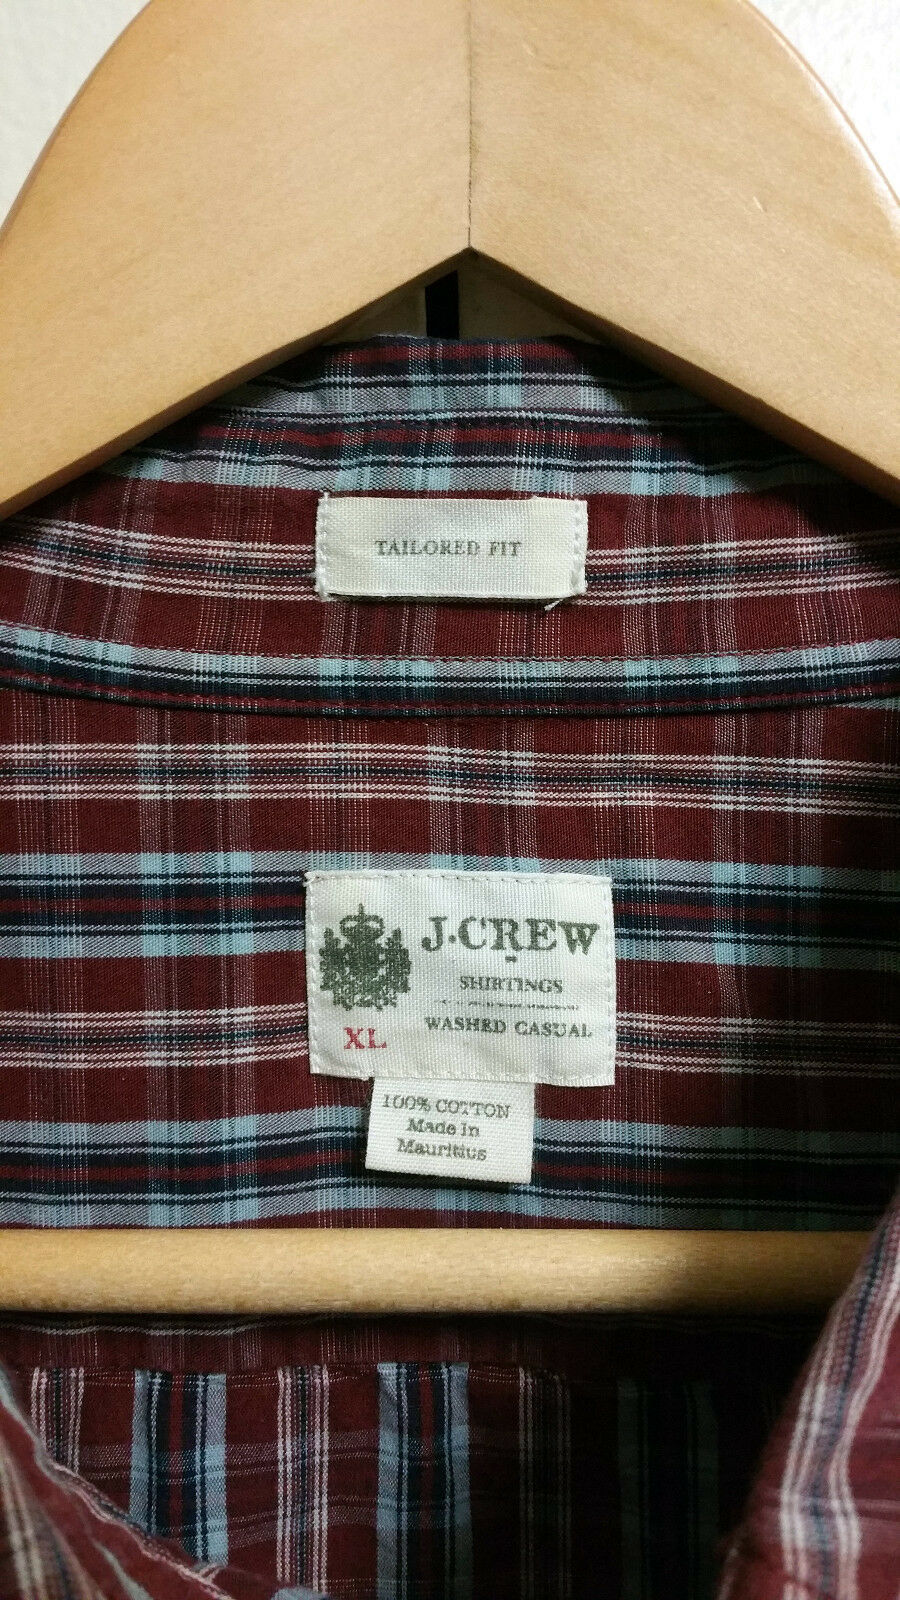 TAILORED FIT
J.CREW
SHIRTINGS
WASHED CASUAL
XL
100% COTTON
Made in
Mauritius